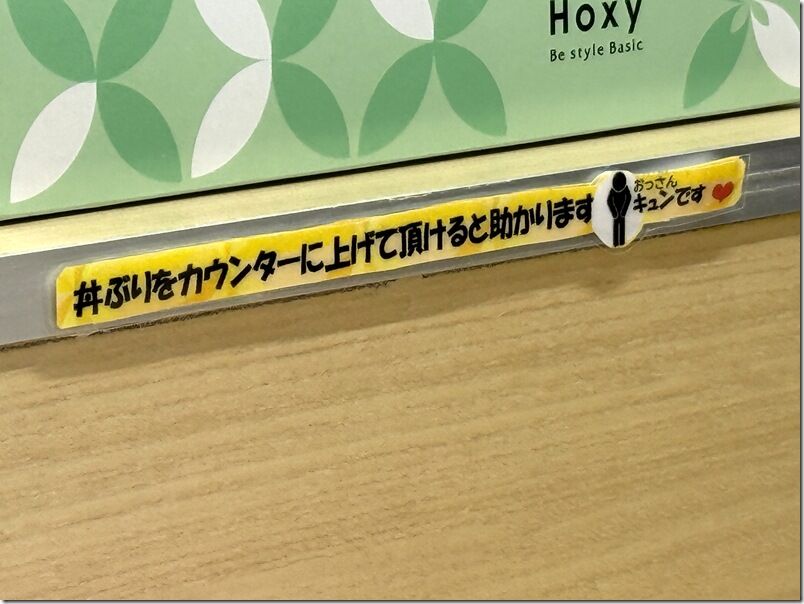 Hoxy
Be style Basic
丼ぶりをカウンターに上げて頂けると助かります
おっさん
キュンです